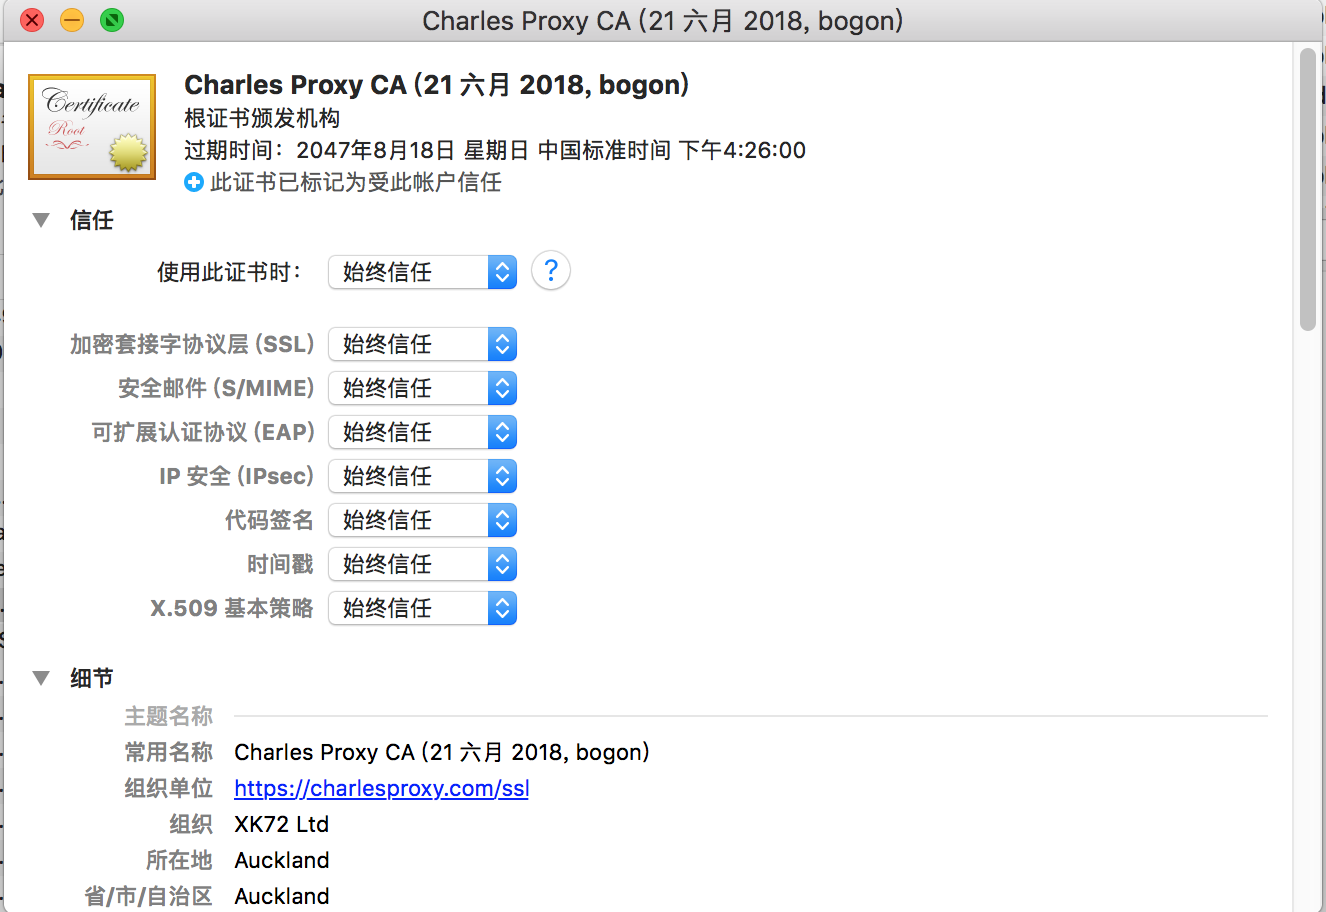 Charles Proxy CA (21 六月 2018, bogon)
Certificate
Root
Charles Proxy CA (21 六月 2018, bogon)
根证书颁发机构
过期时间：2047年8月18日 星期日 中国标准时间 下午4:26:00
此证书已标记为受此帐户信任
信任
使用此证书时： 始终信任 ?
加密套接字协议层 (SSL) 始终信任
安全邮件 (S/MIME) 始终信任
可扩展认证协议 (EAP) 始终信任
IP 安全 (IPsec) 始终信任
代码签名 始终信任
时间戳 始终信任
X.509 基本策略 始终信任
细节
主题名称
常用名称 Charles Proxy CA (21 六月 2018, bogon)
组织单位 https://charlesproxy.com/ssl
组织 XK72 Ltd
所在地 Auckland
省/市/自治区 Auckland